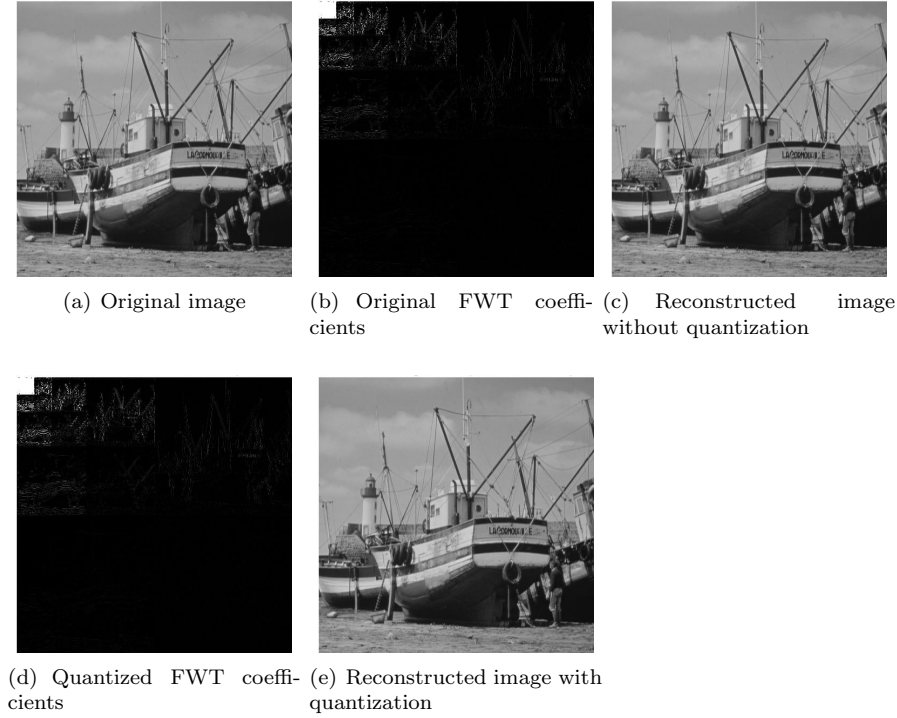 (a) Original image
(b) Original FWT coeffi-
cients
(c) Reconstructed image
without quantization
(d) Quantized FWT coeffi-
cients
(e) Reconstructed image with
quantization